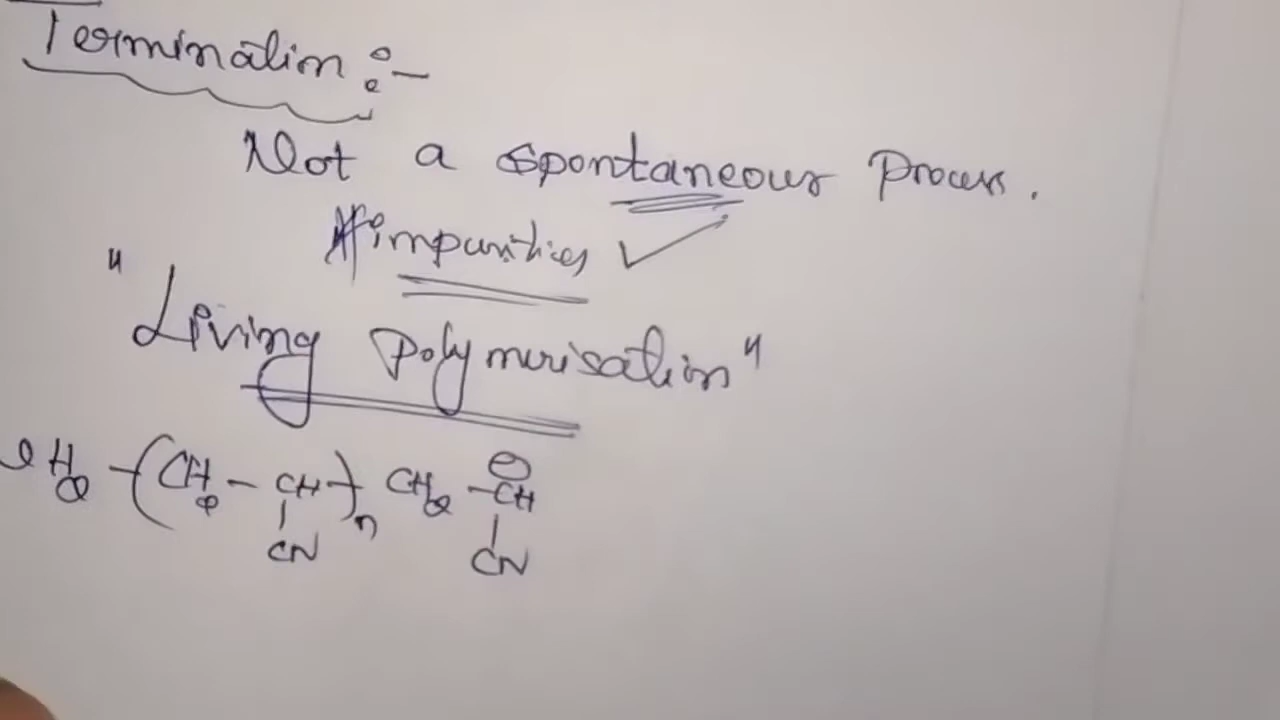 Termination :-
Not a spontaneous process.
impurities ✓
"Living Polymerisation"
H₂ -(CH₂ - CH)n CH₂ - CH⊖
CN CN